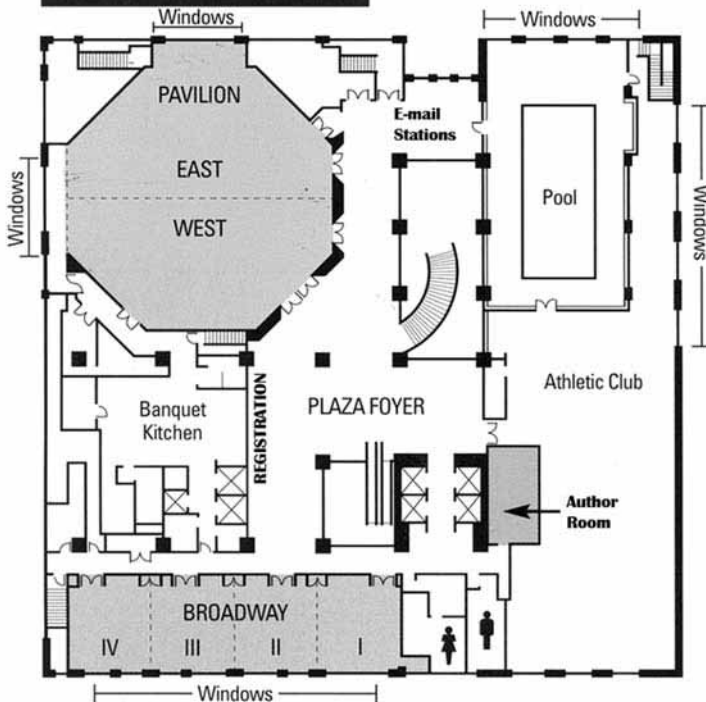 Windows
Windows
PAVILION
E-mail
Stations
EAST
Windows
WEST
Pool
Windows
Athletic Club
Banquet
Kitchen
REGISTRATION
PLAZA FOYER
Author
Room
BROADWAY
IV
III
II
I
Windows